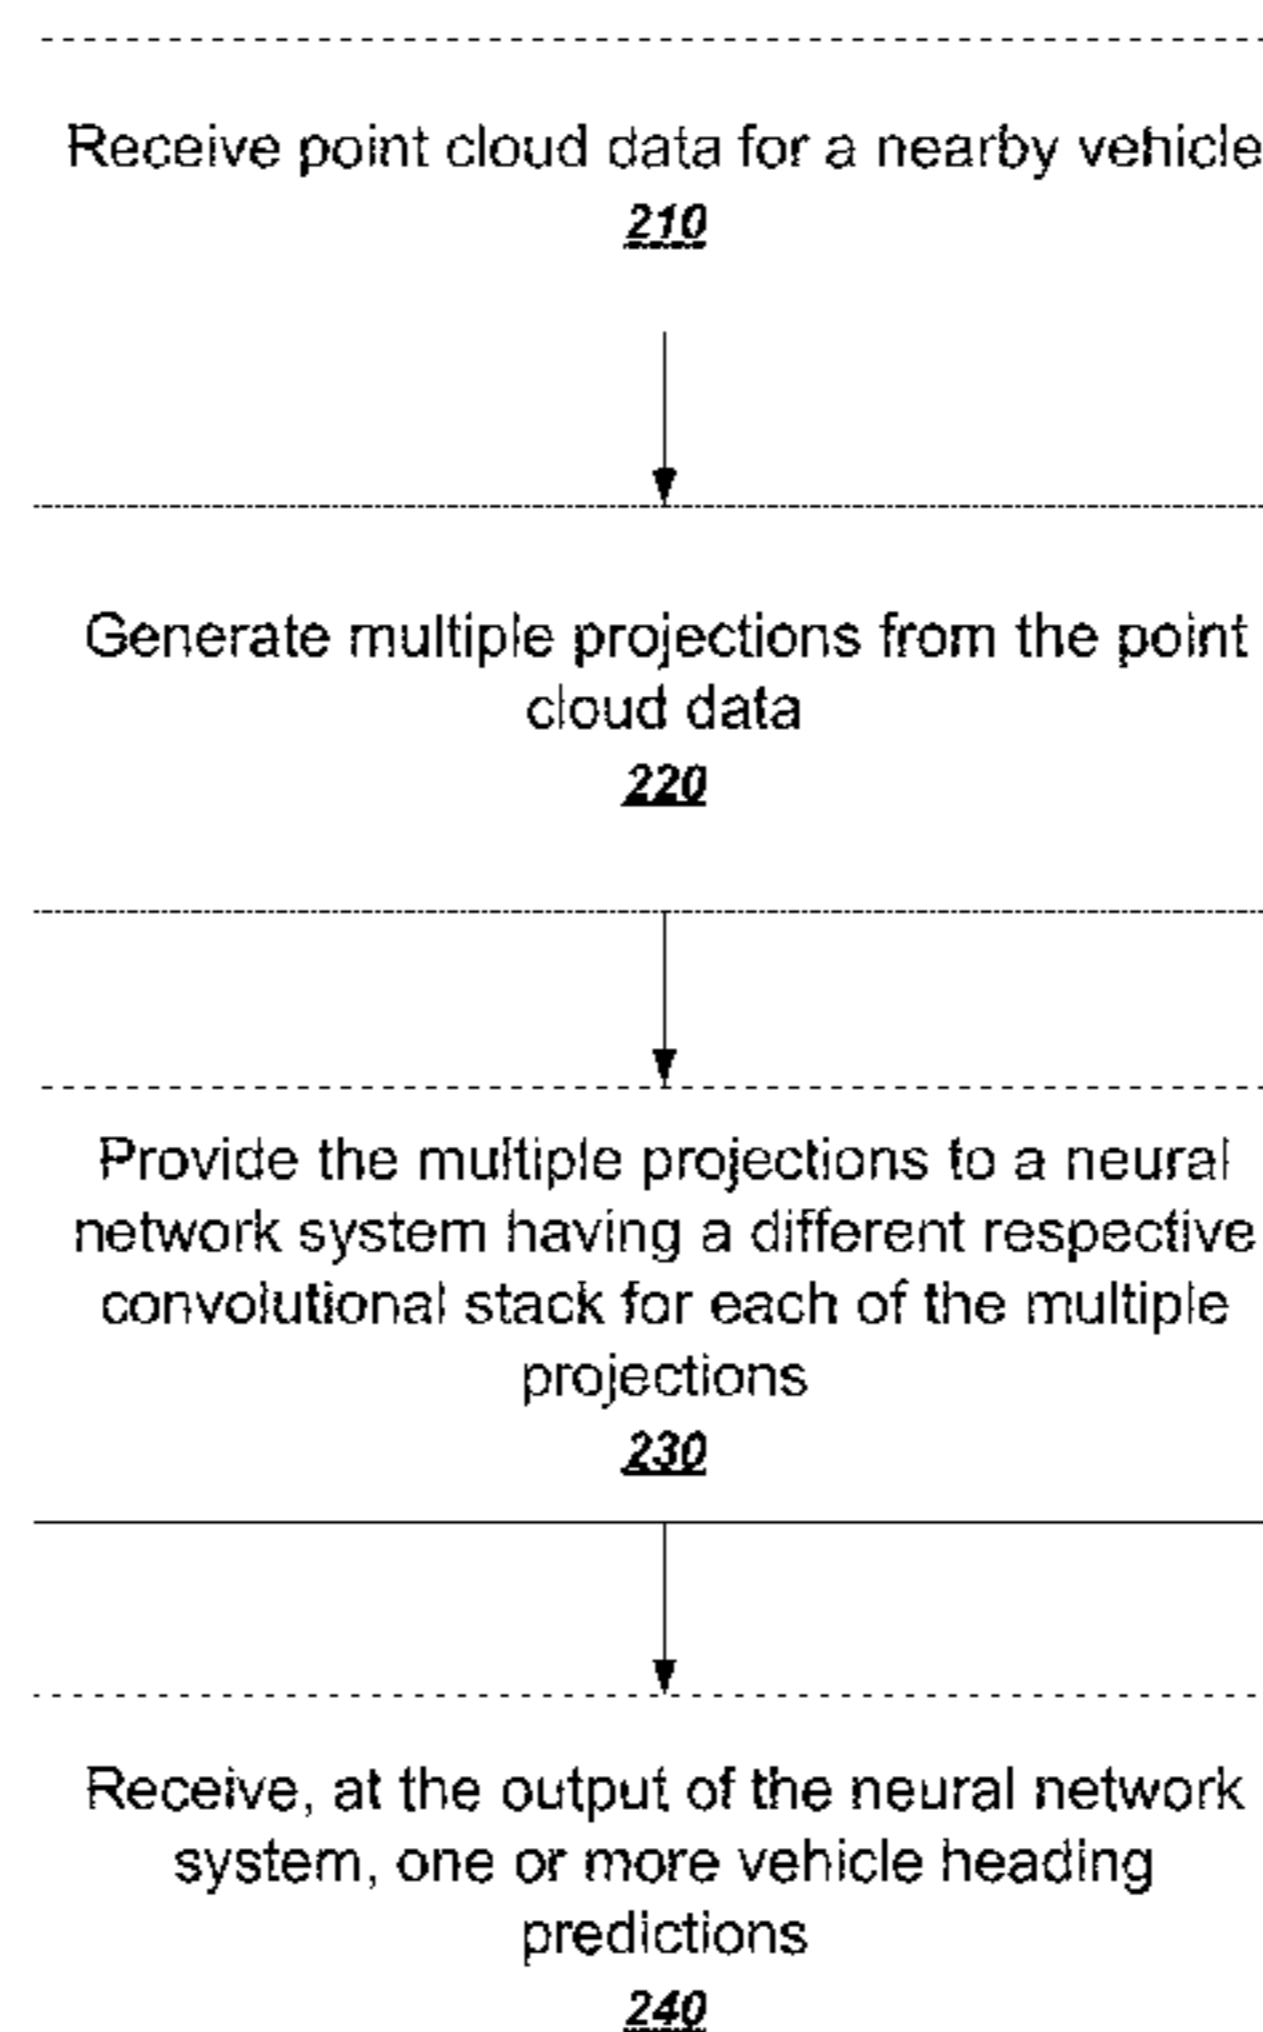 Receive point cloud data for a nearby vehicle
210
Generate multiple projections from the point
cloud data
220
Provide the multiple projections to a neural
network system having a different respective
convolutional stack for each of the multiple
projections
230
Receive, at the output of the neural network
system, one or more vehicle heading
predictions
240